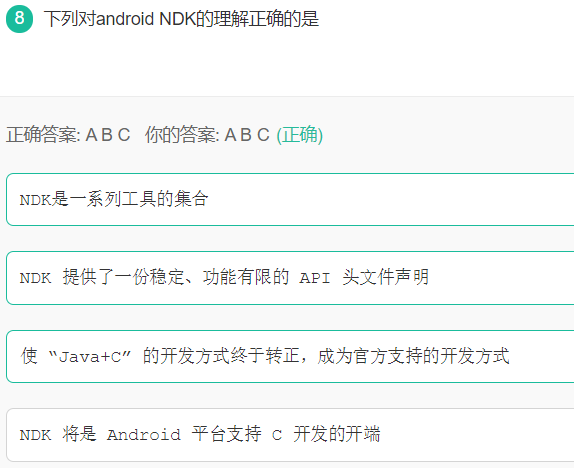 8 下列对android NDK的理解正确的是
正确答案: A B C 你的答案: A B C (正确)
NDK是一系列工具的集合
NDK 提供了一份稳定、功能有限的 API 头文件声明
使 “Java+C” 的开发方式终于转正，成为官方支持的开发方式
NDK 将是 Android 平台支持 C 开发的开端